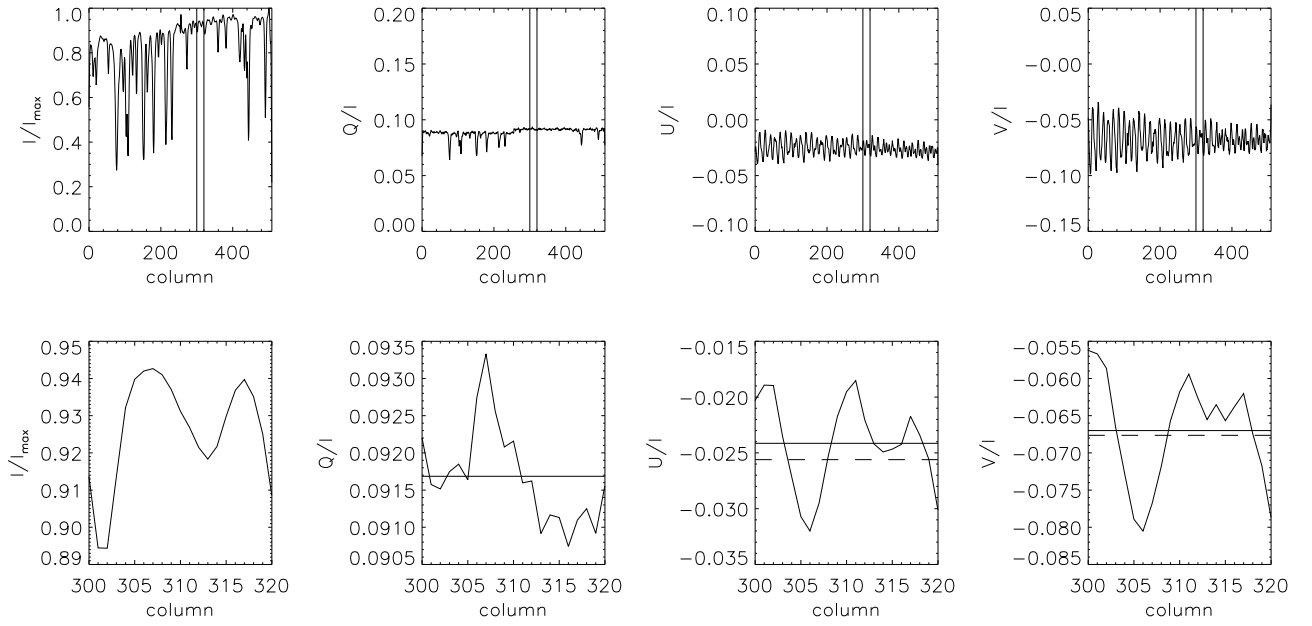 I/Imax
1.0
0.8
0.6
0.4
0.2
0.0
0 200 400
column
Q/I
0.20
0.15
0.10
0.05
0.00
0 200 400
column
U/I
0.10
0.05
0.00
−0.05
−0.10
0 200 400
column
V/I
0.05
−0.00
−0.05
−0.10
−0.15
0 200 400
column
I/Imax
0.95
0.94
0.93
0.92
0.91
0.90
0.89
300 305 310 315 320
column
Q/I
0.0935
0.0930
0.0925
0.0920
0.0915
0.0910
0.0905
300 305 310 315 320
column
U/I
−0.015
−0.020
−0.025
−0.030
−0.035
300 305 310 315 320
column
V/I
−0.055
−0.060
−0.065
−0.070
−0.075
−0.080
−0.085
300 305 310 315 320
column